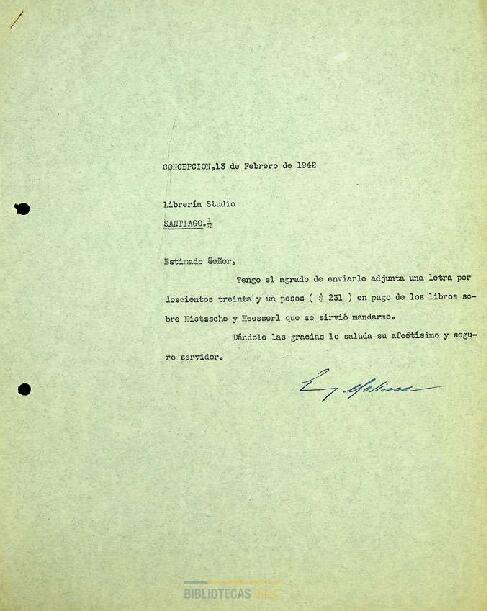 CONCEPCION,13 de Febrero de 1942
Librería Studio
SANTIAGO.-
Estimado Señor,
Tengo el agrado de enviarle adjunta una letra por
doscientos treinta y un pesos ( $ 231 ) en pago de los libros so-
bre Nietzsche y Heusserl que se sirvió mandarme.
Dándole las gracias le saluda su afectísimo y segu-
ro servidor.
BIBLIOTECAS